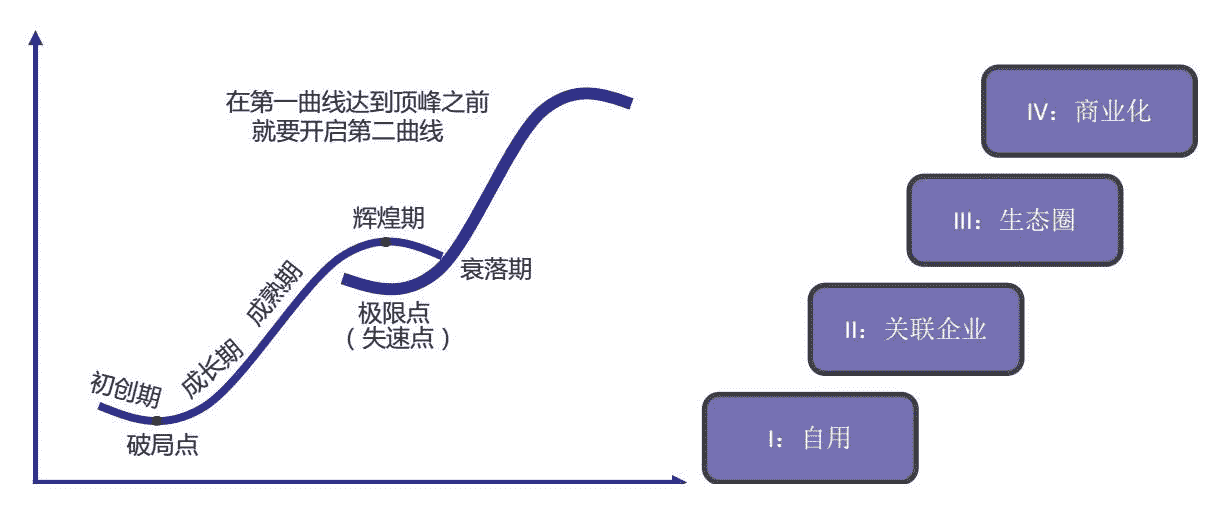 在第一曲线达到顶峰之前
就要开启第二曲线
辉煌期
衰落期
成熟期
极限点
（失速点）
成长期
初创期
破局点
IV：商业化
III：生态圈
II：关联企业
I：自用